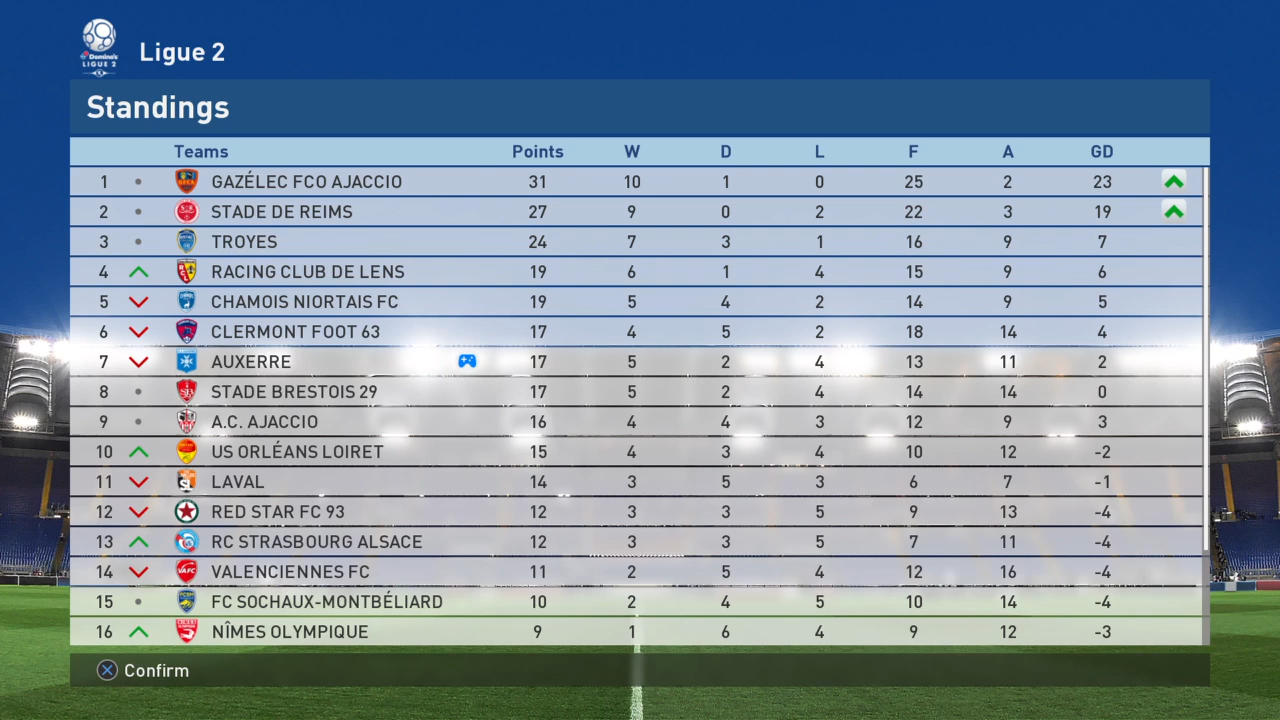 Domino's
LIGUE 2
Ligue 2
Standings
Teams Points W D L F A GD
1 GAZÉLEC FCO AJACCIO 31 10 1 0 25 2 23
2 STADE DE REIMS 27 9 0 2 22 3 19
3 TROYES 24 7 3 1 16 9 7
4 RACING CLUB DE LENS 19 6 1 4 15 9 6
5 CHAMOIS NIORTAIS FC 19 5 4 2 14 9 5
6 CLERMONT FOOT 63 17 4 5 2 18 14 4
7 AUXERRE 17 5 2 4 13 11 2
8 STADE BRESTOIS 29 17 5 2 4 14 14 0
9 A.C. AJACCIO 16 4 4 3 12 9 3
10 US ORLÉANS LOIRET 15 4 3 4 10 12 -2
11 LAVAL 14 3 5 3 6 7 -1
12 RED STAR FC 93 12 3 3 5 9 13 -4
13 RC STRASBOURG ALSACE 12 3 3 5 7 11 -4
14 VALENCIENNES FC 11 2 5 4 12 16 -4
15 FC SOCHAUX-MONTBÉLIARD 10 2 4 5 10 14 -4
16 NÎMES OLYMPIQUE 9 1 6 4 9 12 -3
Confirm